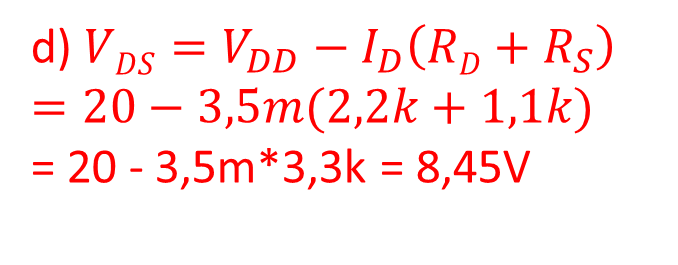 d) V_DS = V_DD − I_D(R_D + R_S)
= 20 − 3,5m(2,2k + 1,1k)
= 20 - 3,5m*3,3k = 8,45V